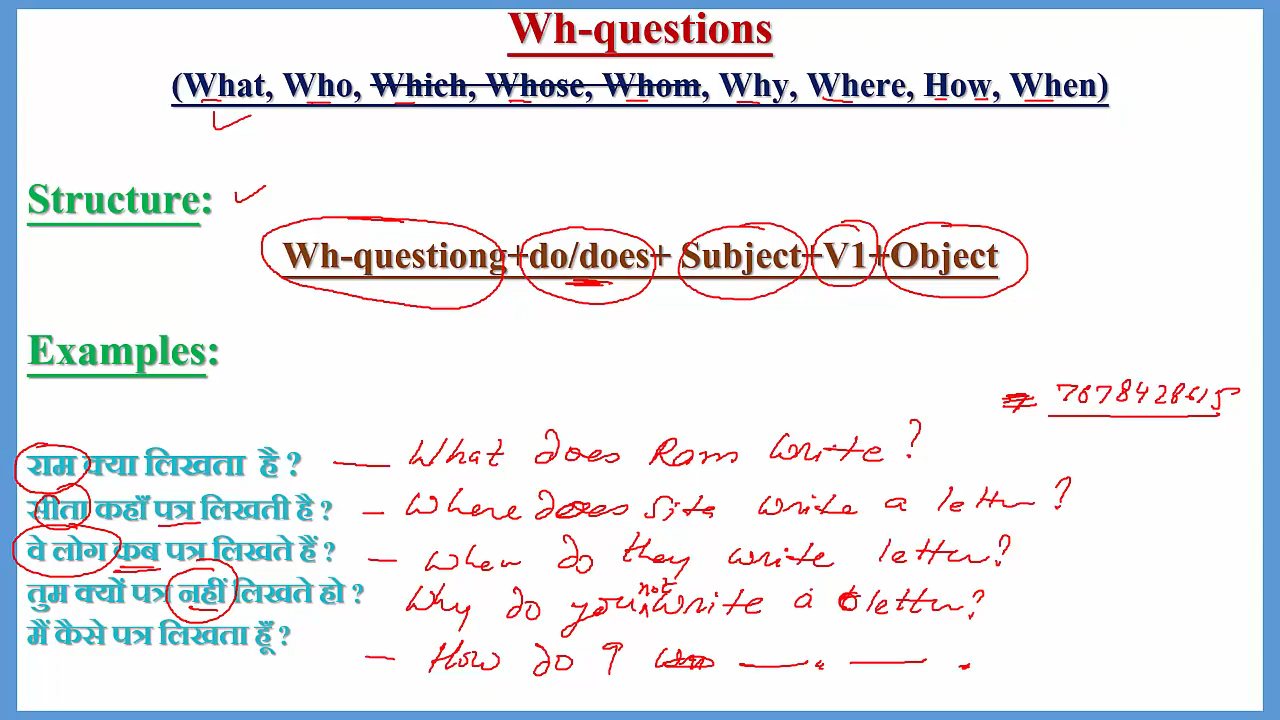 Wh-questions
(What, Who, Which, Whose, Whom, Why, Where, How, When)
Structure:
Wh-questiong+do/does+ Subject+V1+Object
Examples:
राम क्या लिखता है ? — What does Ram write?
सीता कहाँ पत्र लिखती है ? – Where does Sita write a letter?
वे लोग कब पत्र लिखते हैं ? – When do they write letter?
तुम क्यों पत्र नहीं लिखते हो ? Why do you not write a letter?
मैं कैसे पत्र लिखता हूँ ? – How do I